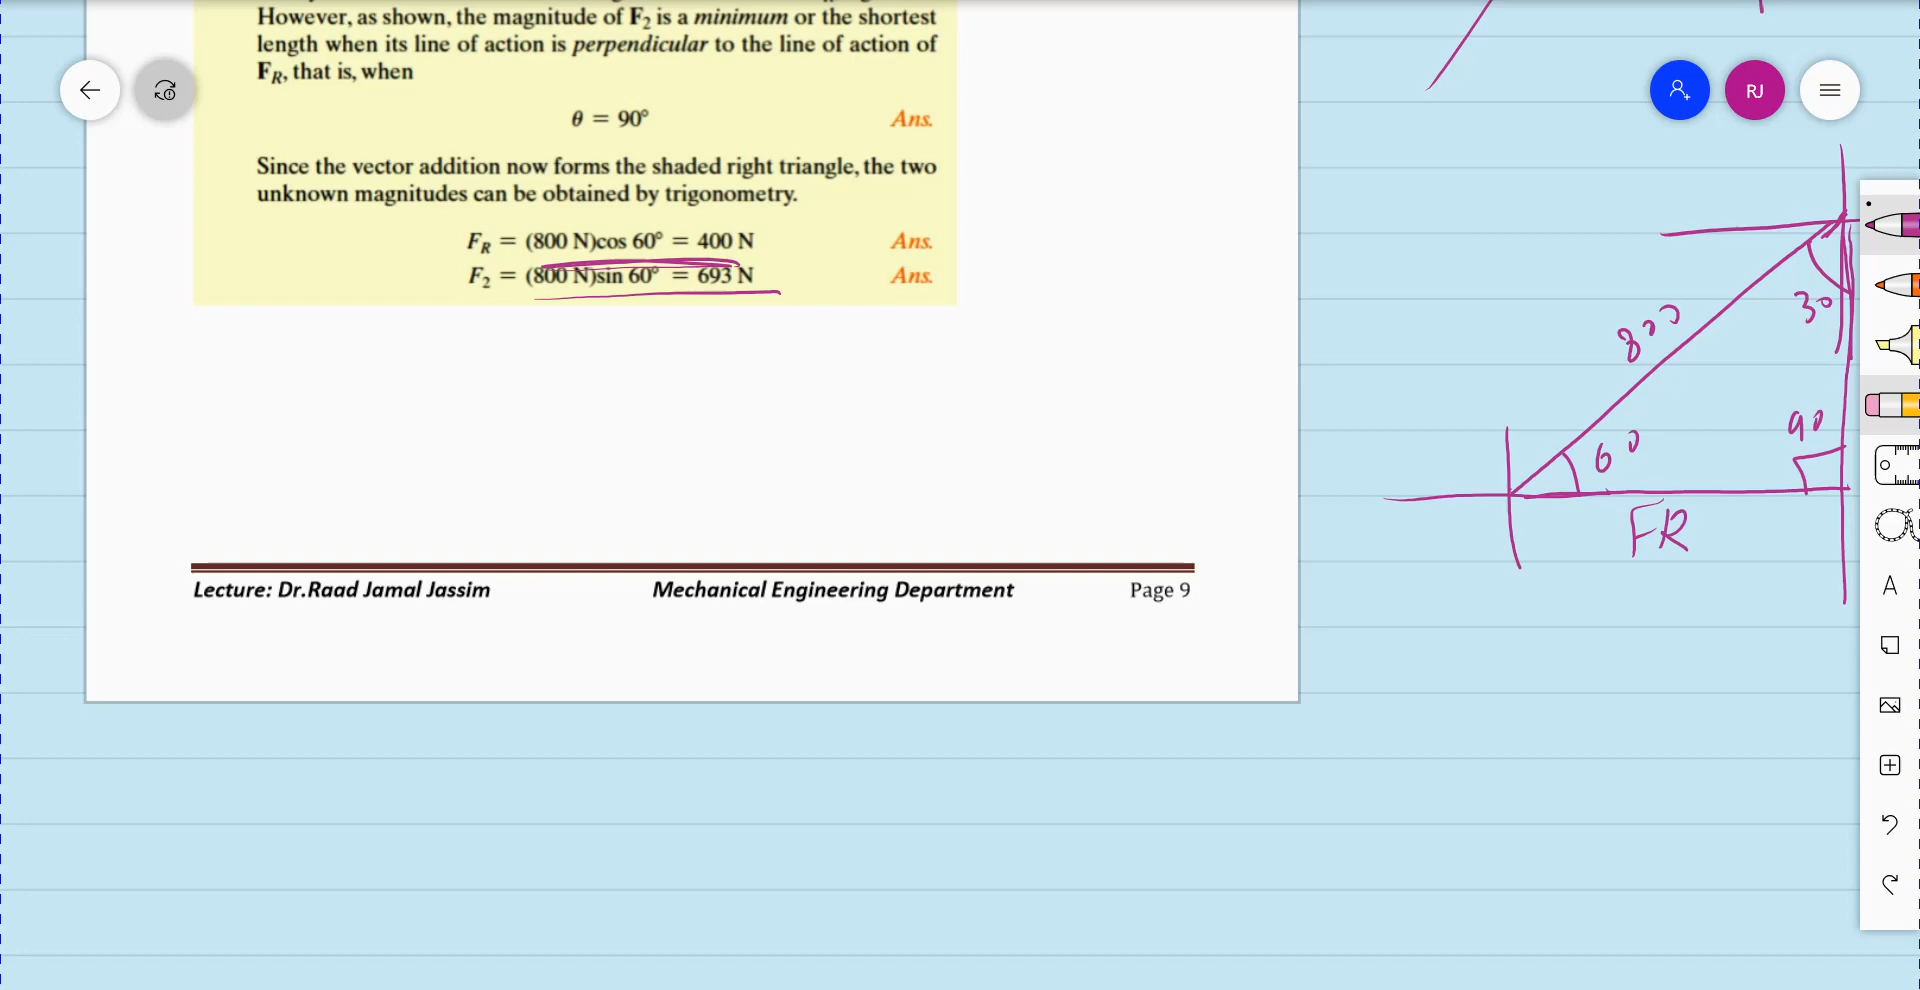 However, as shown, the magnitude of F2 is a minimum or the shortest
length when its line of action is perpendicular to the line of action of
FR, that is, when
θ = 90° Ans.
Since the vector addition now forms the shaded right triangle, the two
unknown magnitudes can be obtained by trigonometry.
FR = (800 N)cos 60° = 400 N Ans.
F2 = (800 N)sin 60° = 693 N Ans.
Lecture: Dr.Raad Jamal Jassim Mechanical Engineering Department Page 9
RJ
800
30
90
60
FR
A